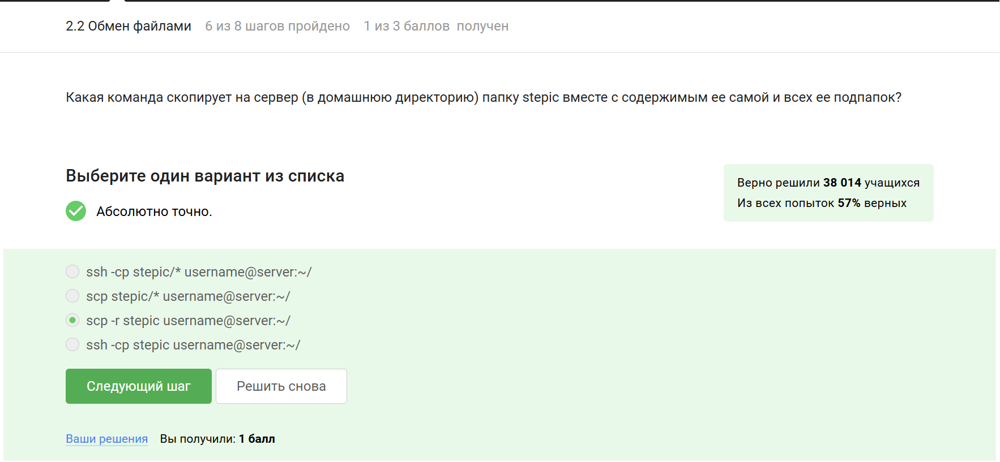 2.2 Обмен файлами 6 из 8 шагов пройдено 1 из 3 баллов получен
Какая команда скопирует на сервер (в домашнюю директорию) папку stepic вместе с содержимым ее самой и всех ее подпапок?
Выберите один вариант из списка
Абсолютно точно.
Верно решили 38 014 учащихся
Из всех попыток 57% верных
ssh -cp stepic/* username@server:~/
scp stepic/* username@server:~/
scp -r stepic username@server:~/
ssh -cp stepic username@server:~/
Следующий шаг Решить снова
Ваши решения Вы получили: 1 балл